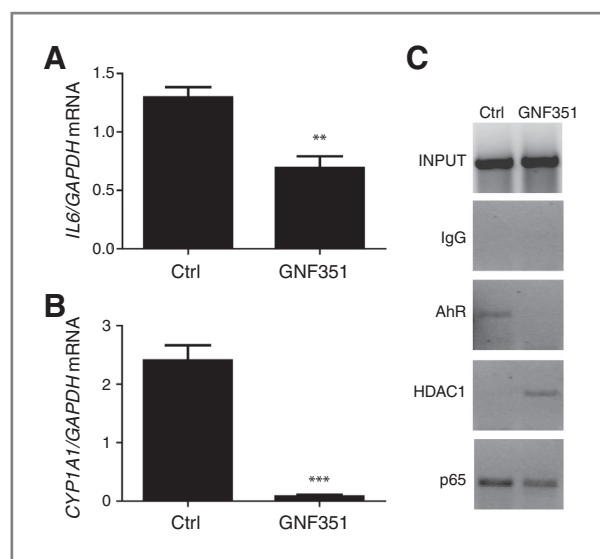 A
IL6/GAPDH mRNA
1.5
1.0
0.5
0.0
**
Ctrl GNF351
B
CYP1A1/GAPDH mRNA
3
2
1
0
***
Ctrl GNF351
C
Ctrl GNF351
INPUT
IgG
AhR
HDAC1
p65